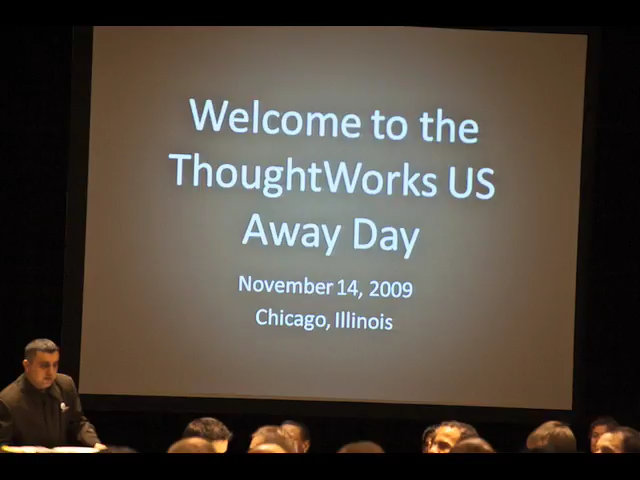 Welcome to the
ThoughtWorks US
Away Day
November 14, 2009
Chicago, Illinois